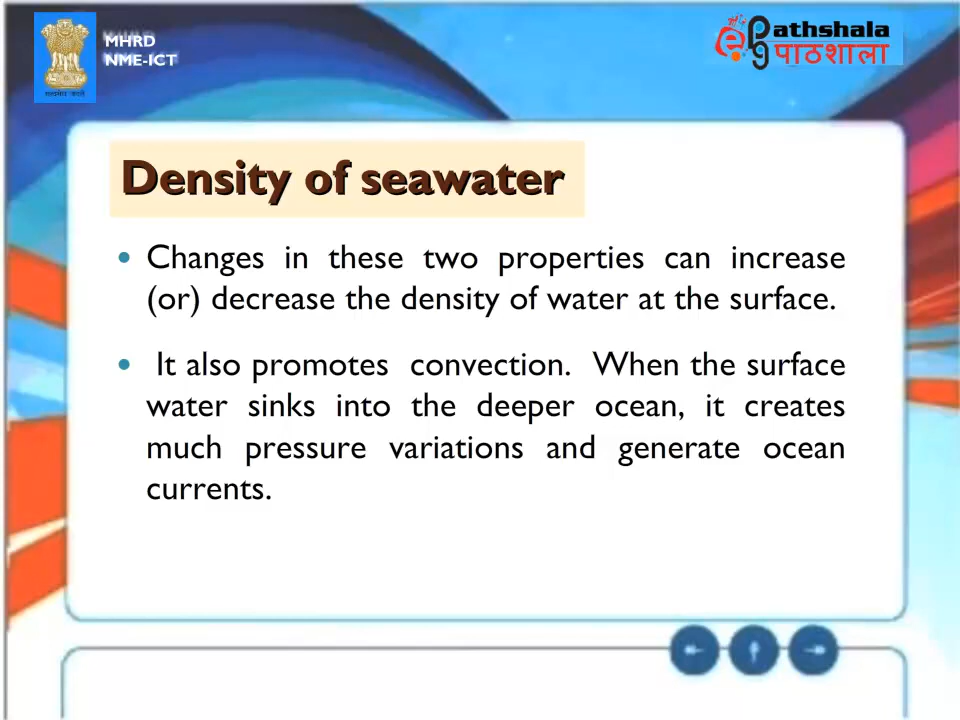 MHRD
NME-ICT
e
PG
athshala
पाठशाला
Density of seawater
• Changes in these two properties can increase
(or) decrease the density of water at the surface.
• It also promotes convection. When the surface
water sinks into the deeper ocean, it creates
much pressure variations and generate ocean
currents.